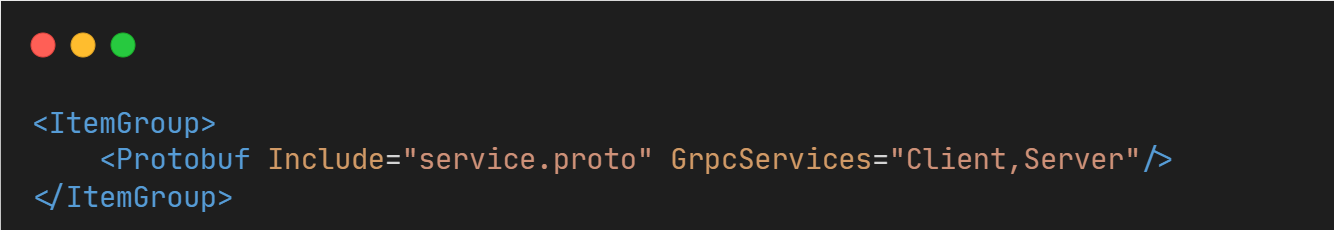 <ItemGroup>
    <Protobuf Include="service.proto" GrpcServices="Client,Server"/>
</ItemGroup>